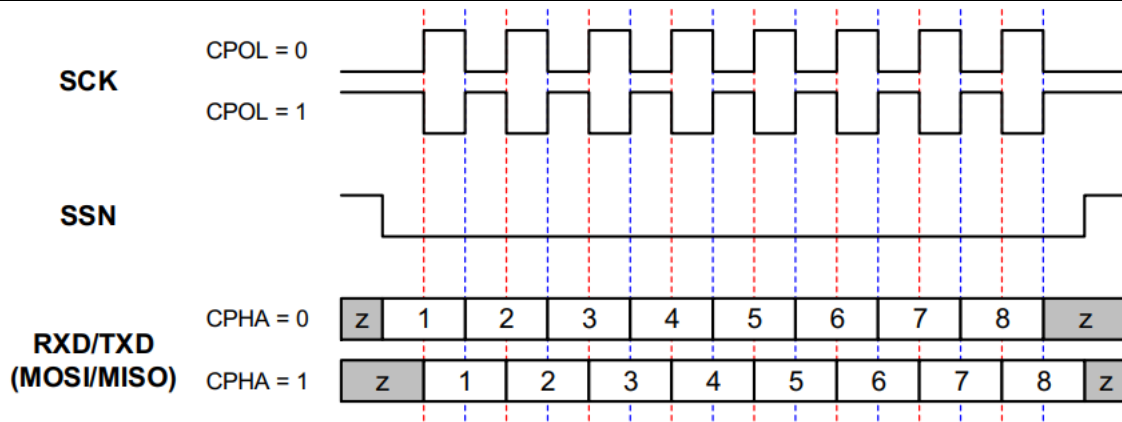 CPOL = 0
SCK
CPOL = 1
SSN
CPHA = 0 z 1 2 3 4 5 6 7 8 z
RXD/TXD
(MOSI/MISO)
CPHA = 1 z 1 2 3 4 5 6 7 8 z